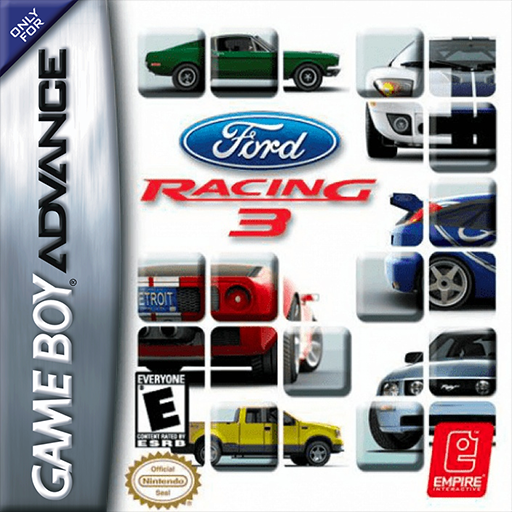 ONLY
FOR
GAME BOY ADVANCE
Ford
RACING
3
ETROIT
EVERYONE
E
CONTENT RATED BY
ESRB
Official
Nintendo
Seal
EMPIRE
INTERACTIVE